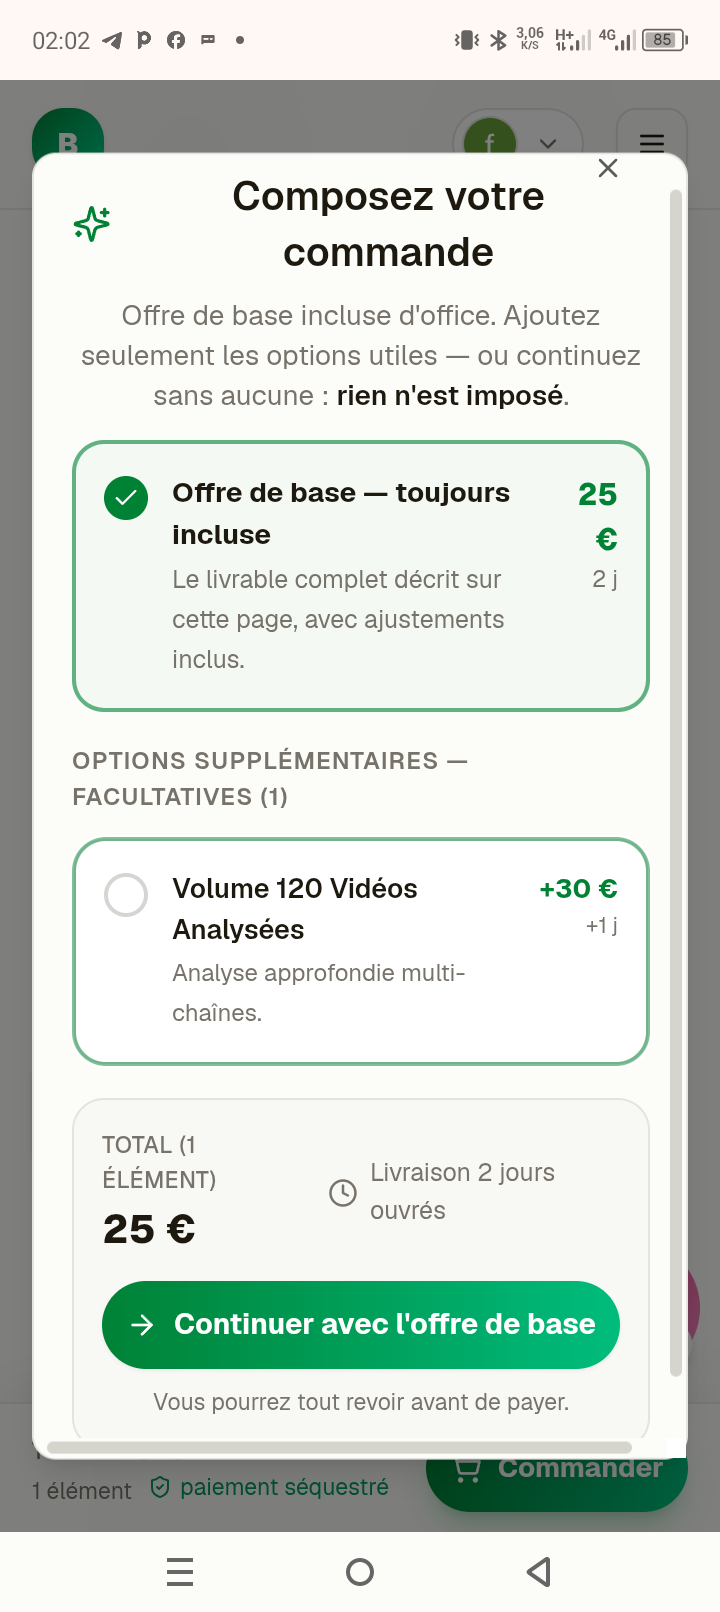 02:02
3,06 K/S H+ 4G 85
B f
Composez votre
commande
Offre de base incluse d'office. Ajoutez
seulement les options utiles — ou continuez
sans aucune : rien n'est imposé.
Offre de base — toujours
incluse
25
€
2 j
Le livrable complet décrit sur
cette page, avec ajustements
inclus.
OPTIONS SUPPLÉMENTAIRES —
FACULTATIVES (1)
Volume 120 Vidéos
Analysées
+30 €
+1 j
Analyse approfondie multi-
chaînes.
TOTAL (1
ÉLÉMENT)
25 €
Livraison 2 jours
ouvrés
Continuer avec l'offre de base
Vous pourrez tout revoir avant de payer.
1 élément
paiement séquestré
Commander